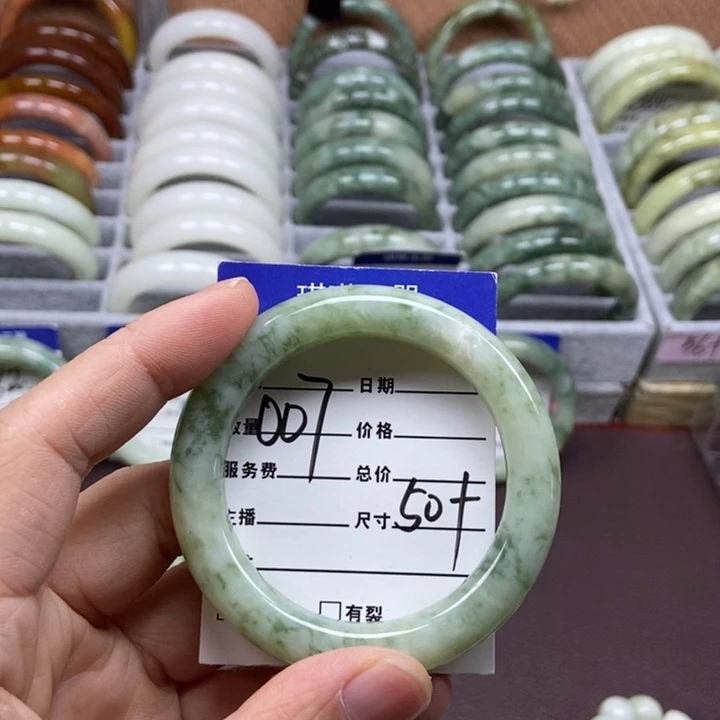 日期
数量 007 价格
服务费 总价
主播 尺寸 50+
□有裂